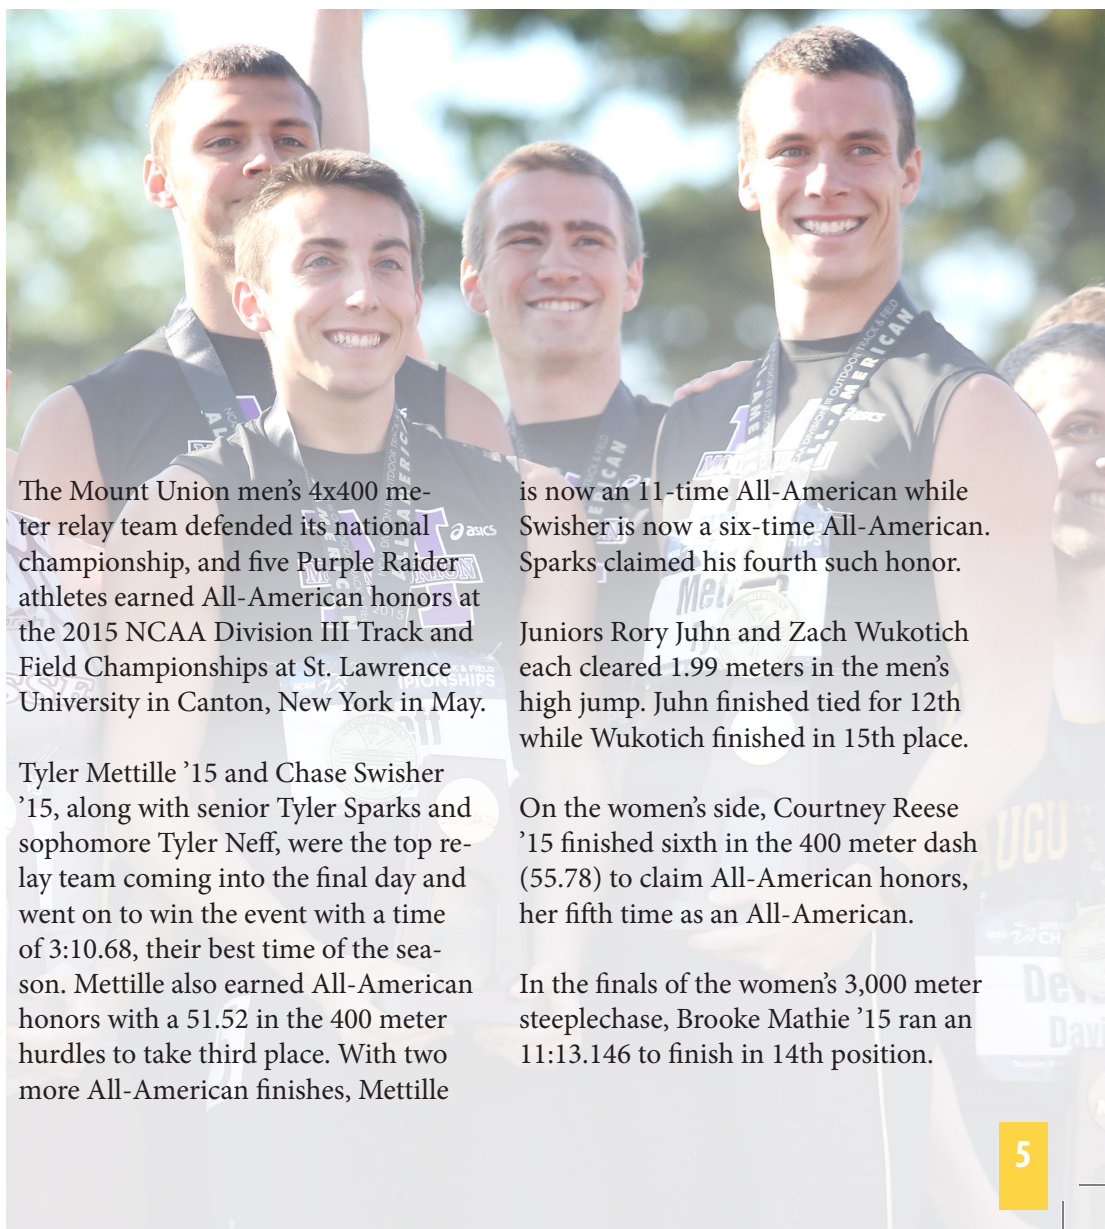 The Mount Union men’s 4x400 me-
ter relay team defended its national
championship, and five Purple Raider
athletes earned All-American honors at
the 2015 NCAA Division III Track and
Field Championships at St. Lawrence
University in Canton, New York in May.
Tyler Mettille ’15 and Chase Swisher
’15, along with senior Tyler Sparks and
sophomore Tyler Neff, were the top re-
lay team coming into the final day and
went on to win the event with a time
of 3:10.68, their best time of the sea-
son. Mettille also earned All-American
honors with a 51.52 in the 400 meter
hurdles to take third place. With two
more All-American finishes, Mettille
is now an 11-time All-American while
Swisher is now a six-time All-American.
Sparks claimed his fourth such honor.
Juniors Rory Juhn and Zach Wukotich
each cleared 1.99 meters in the men’s
high jump. Juhn finished tied for 12th
while Wukotich finished in 15th place.
On the women’s side, Courtney Reese
’15 finished sixth in the 400 meter dash
(55.78) to claim All-American honors,
her fifth time as an All-American.
In the finals of the women’s 3,000 meter
steeplechase, Brooke Mathie ’15 ran an
11:13.146 to finish in 14th position.
asics
5